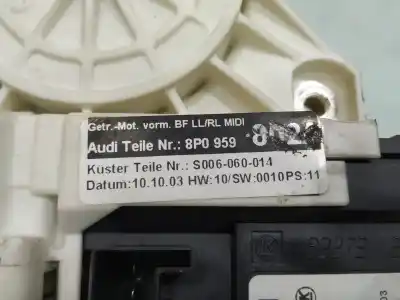 Getr.-Mot. vorm. BF LL/RL MIDI
Audi Teile Nr.: 8P0 959 802
Küster Teile Nr.: S006-060-014
Datum:10.10.03 HW:10/SW:0010PS:11